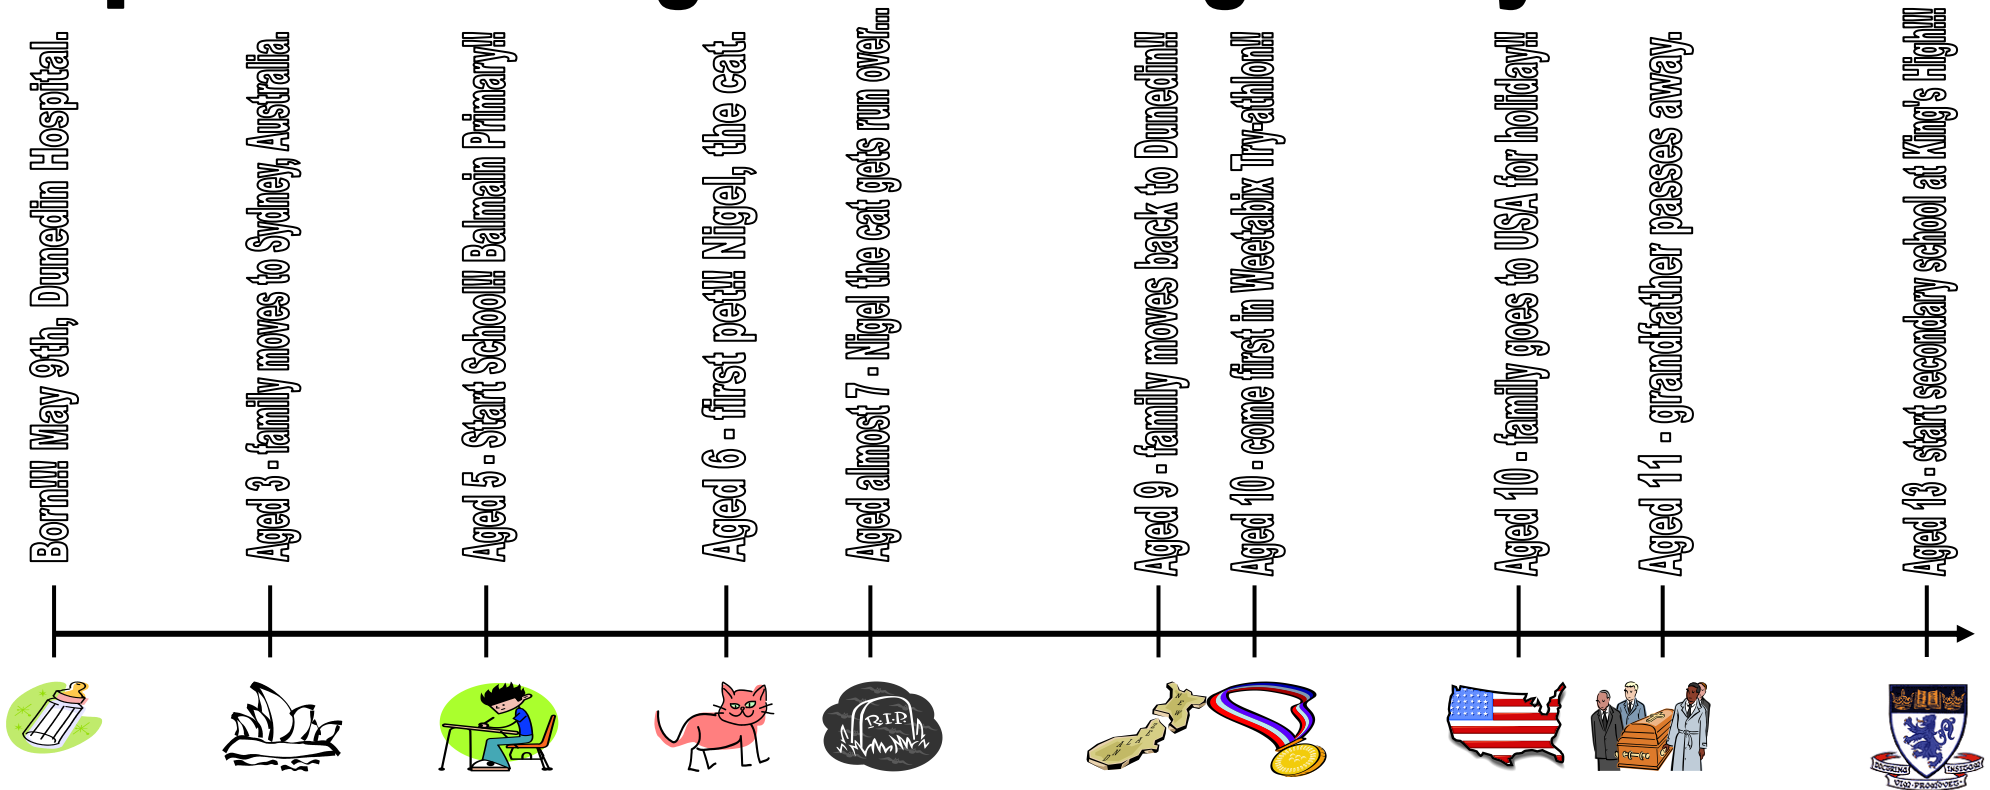 Born!!! May 9th, Dunedin Hospital.
Aged 3 - family moves to Sydney, Australia.
Aged 5 - Start School!! Balmain Primary!!
Aged 6 - first pet!! Nigel, the cat.
Aged almost 7 - Nigel the cat gets run over...
Aged 9 - family moves back to Dunedin!!
Aged 10 - come first in Weetabix Try-athlon!!
Aged 10 - family goes to USA for holiday!!
Aged 11 - grandfather passes away.
Aged 13 - start secondary school at King's High!!!!
R.I.P.
NEW